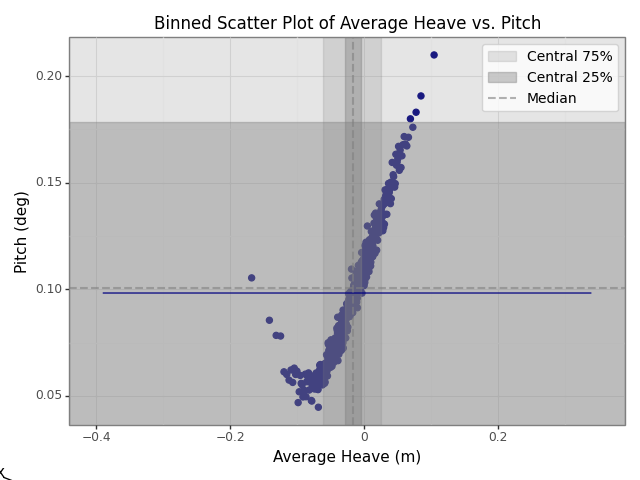 Binned Scatter Plot of Average Heave vs. Pitch
Central 75%
Central 25%
Median
Pitch (deg)
0.20
0.15
0.10
0.05
−0.4
−0.2
0
0.2
Average Heave (m)